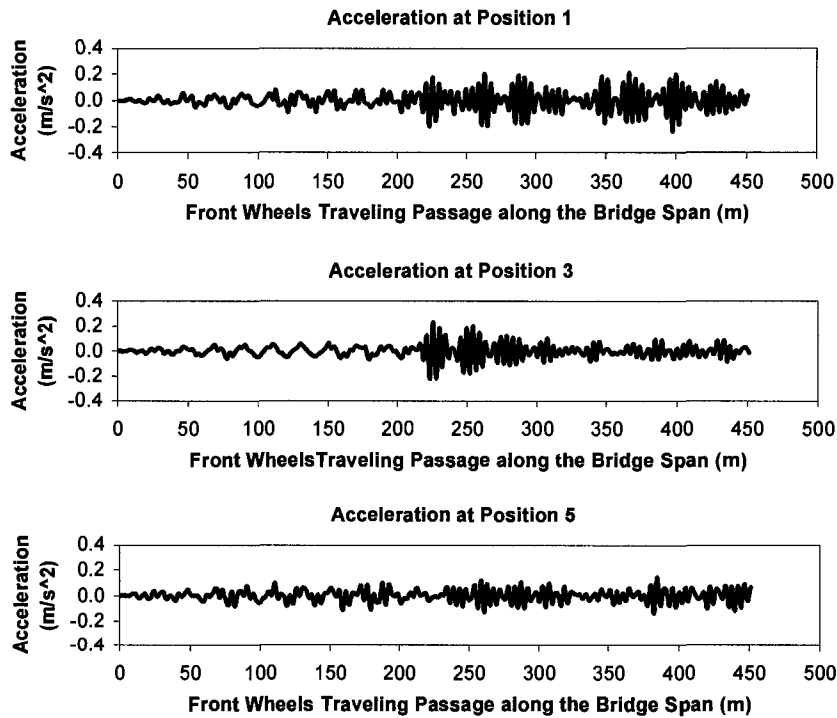 Acceleration at Position 1
Acceleration
(m/s^2)
0.4
0.2
0.0
-0.2
-0.4
0 50 100 150 200 250 300 350 400 450 500
Front Wheels Traveling Passage along the Bridge Span (m)
Acceleration at Position 3
Acceleration
(m/s^2)
0.4
0.2
0.0
-0.2
-0.4
0 50 100 150 200 250 300 350 400 450 500
Front WheelsTraveling Passage along the Bridge Span (m)
Acceleration at Position 5
Acceleration
(m/s^2)
0.4
0.2
0.0
-0.2
-0.4
0 50 100 150 200 250 300 350 400 450 500
Front Wheels Traveling Passage along the Bridge Span (m)